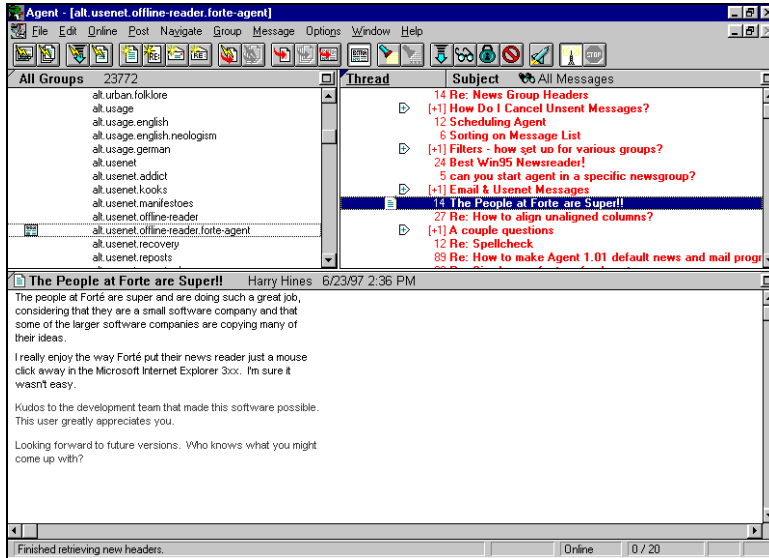 Agent - [alt.usenet.offline-reader.forte-agent]
File Edit Online Post Navigate Group Message Options Window Help
All Groups 23772
alt.urban.folklore
alt.usage
alt.usage.english
alt.usage.english.neologism
alt.usage.german
alt.usenet
alt.usenet.addict
alt.usenet.kooks
alt.usenet.manifestoes
alt.usenet.offline-reader
alt.usenet.offline-reader.forte-agent
alt.usenet.recovery
alt.usenet.reposts
Thread Subject All Messages
14 Re: News Group Headers
[+1] How Do I Cancel Unsent Messages?
12 Scheduling Agent
6 Sorting on Message List
[+1] Filters - how set up for various groups?
24 Best Win95 Newsreader!
5 can you start agent in a specific newsgroup?
[+1] Email & Usenet Messages
14 The People at Forte are Super!!
27 Re: How to align unaligned columns?
[+1] A couple questions
12 Re: Spellcheck
89 Re: How to make Agent 1.01 default news and mail progr
The People at Forte are Super!! Harry Hines 6/23/97 2:36 PM
The people at Forté are super and are doing such a great job,
considering that they are a small software company and that
some of the larger software companies are copying many of
their ideas.
I really enjoy the way Forté put their news reader just a mouse
click away in the Microsoft Internet Explorer 3xx. I'm sure it
wasn't easy.
Kudos to the development team that made this software possible.
This user greatly appreciates you.
Looking forward to future versions. Who knows what you might
come up with?
Finished retrieving new headers. Online 0 / 20